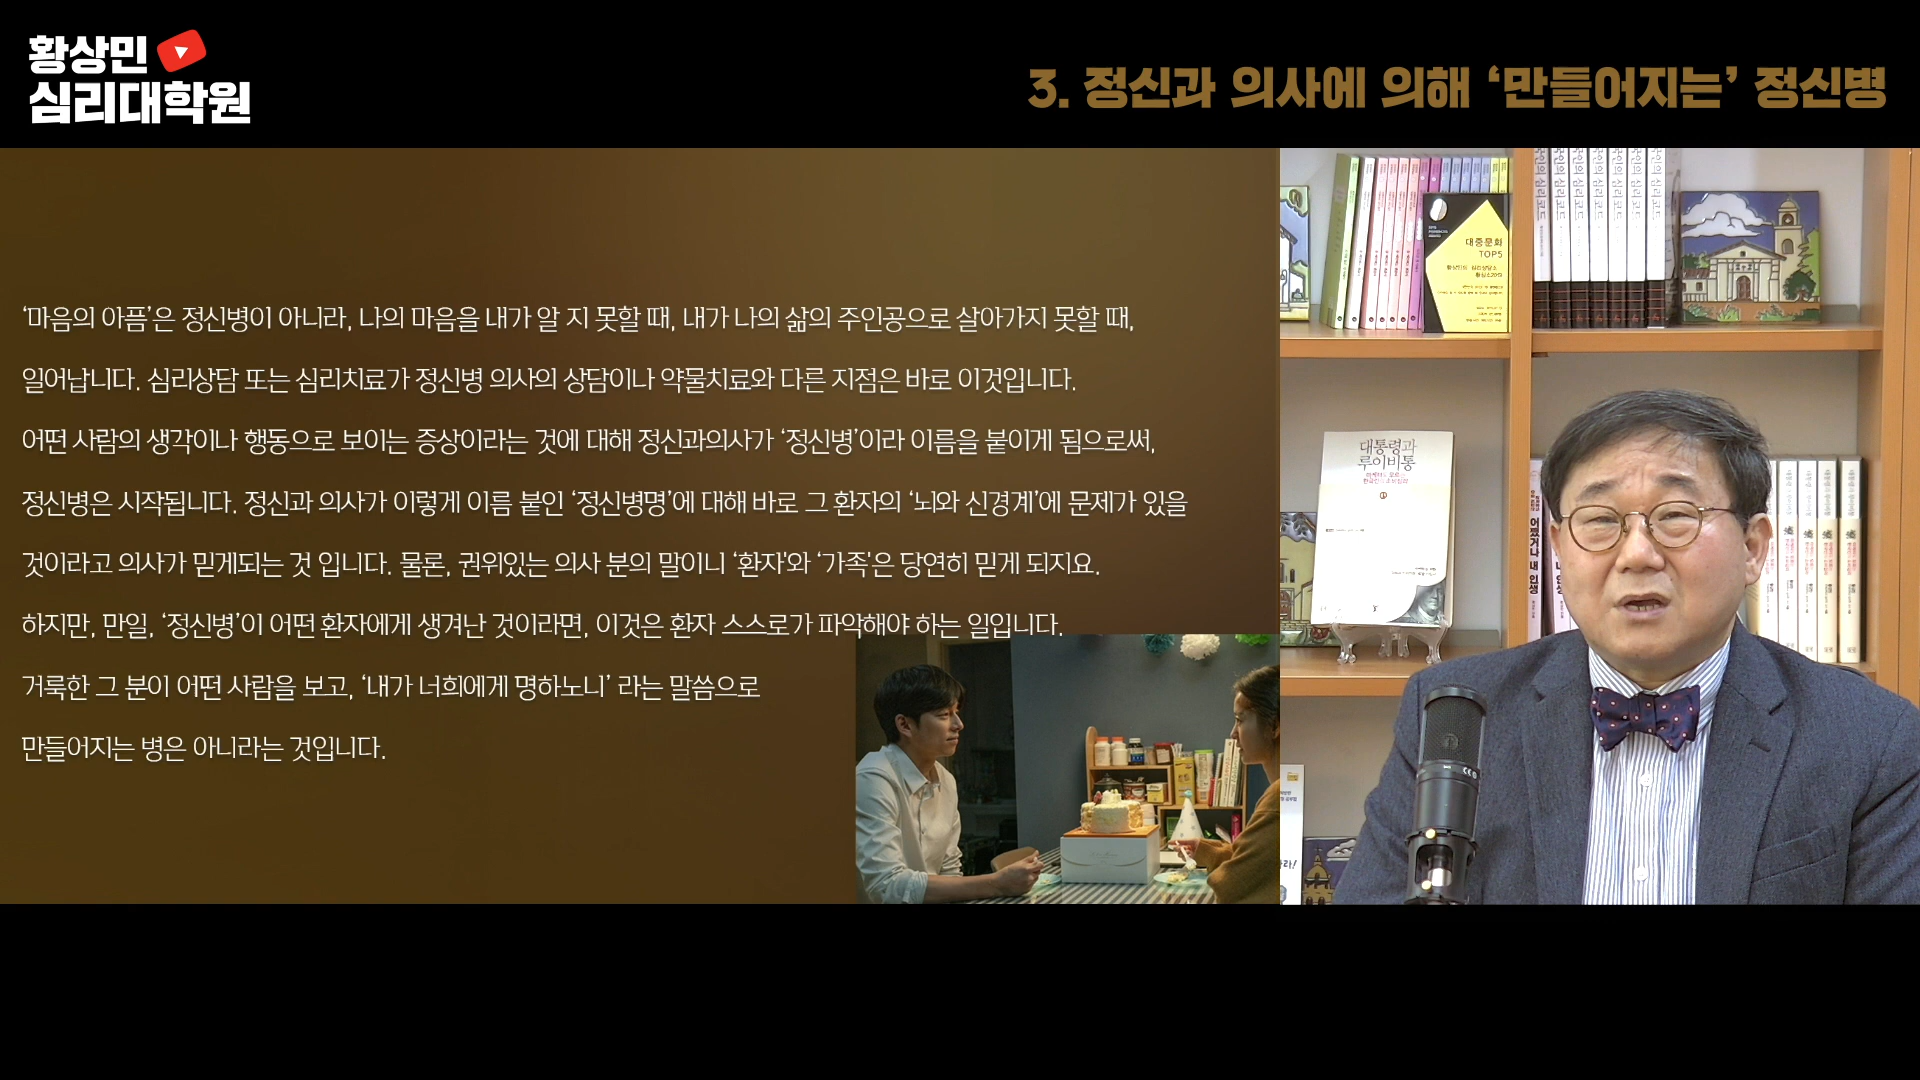 황상민
심리대학원
3. 정신과 의사에 의해 ‘만들어지는’ 정신병
‘마음의 아픔’은 정신병이 아니라, 나의 마음을 내가 알 지 못할 때, 내가 나의 삶의 주인공으로 살아가지 못할 때,
일어납니다. 심리상담 또는 심리치료가 정신병 의사의 상담이나 약물치료와 다른 지점은 바로 이것입니다.
어떤 사람의 생각이나 행동으로 보이는 증상이라는 것에 대해 정신과의사가 ‘정신병’이라 이름을 붙이게 됨으로써,
정신병은 시작됩니다. 정신과 의사가 이렇게 이름 붙인 ‘정신병명’에 대해 바로 그 환자의 ‘뇌와 신경계’에 문제가 있을
것이라고 의사가 믿게되는 것 입니다. 물론, 권위있는 의사 분의 말이니 ‘환자'와 ‘가족'은 당연히 믿게 되지요.
하지만, 만일, ‘정신병’이 어떤 환자에게 생겨난 것이라면, 이것은 환자 스스로가 파악해야 하는 일입니다.
거룩한 그 분이 어떤 사람을 보고, ‘내가 너희에게 명하노니’ 라는 말씀으로
만들어지는 병은 아니라는 것입니다.
대중문화
TOP5
대통령과
루이비통
어쨌거나 내 인생